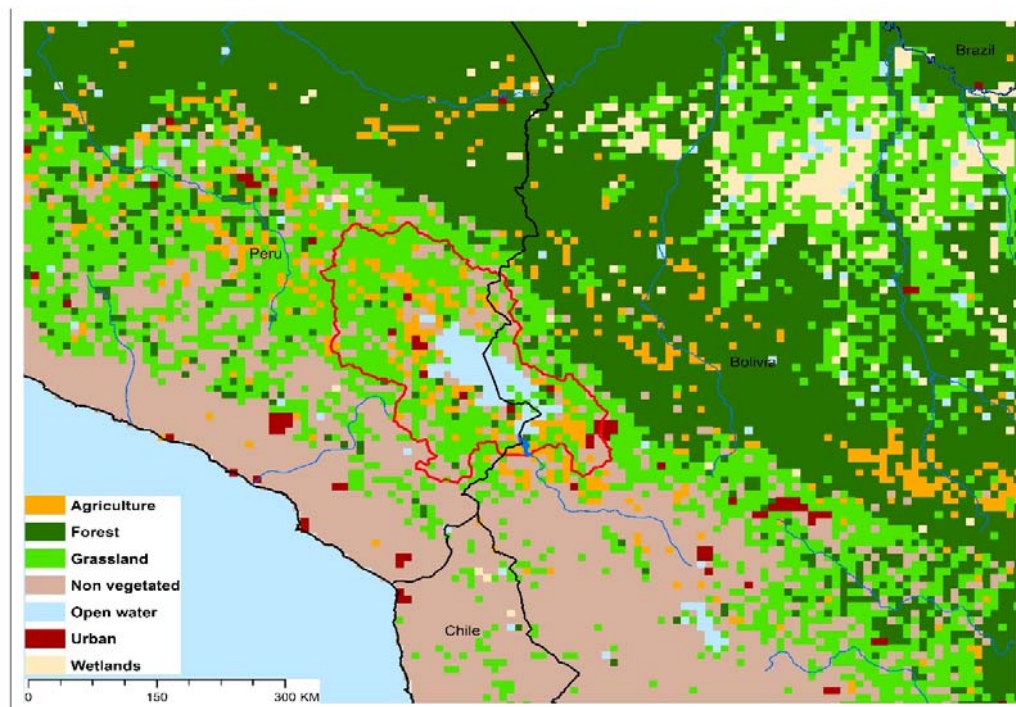 Brazil
Peru
Bolivia
Chile
Agriculture
Forest
Grassland
Non vegetated
Open water
Urban
Wetlands
0 150 300 KM